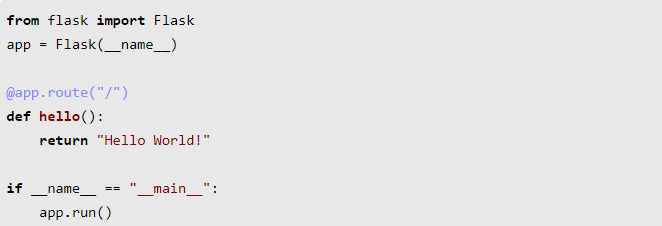 from flask import Flask
app = Flask(__name__)

@app.route("/")
def hello():
    return "Hello World!"

if __name__ == "__main__":
    app.run()